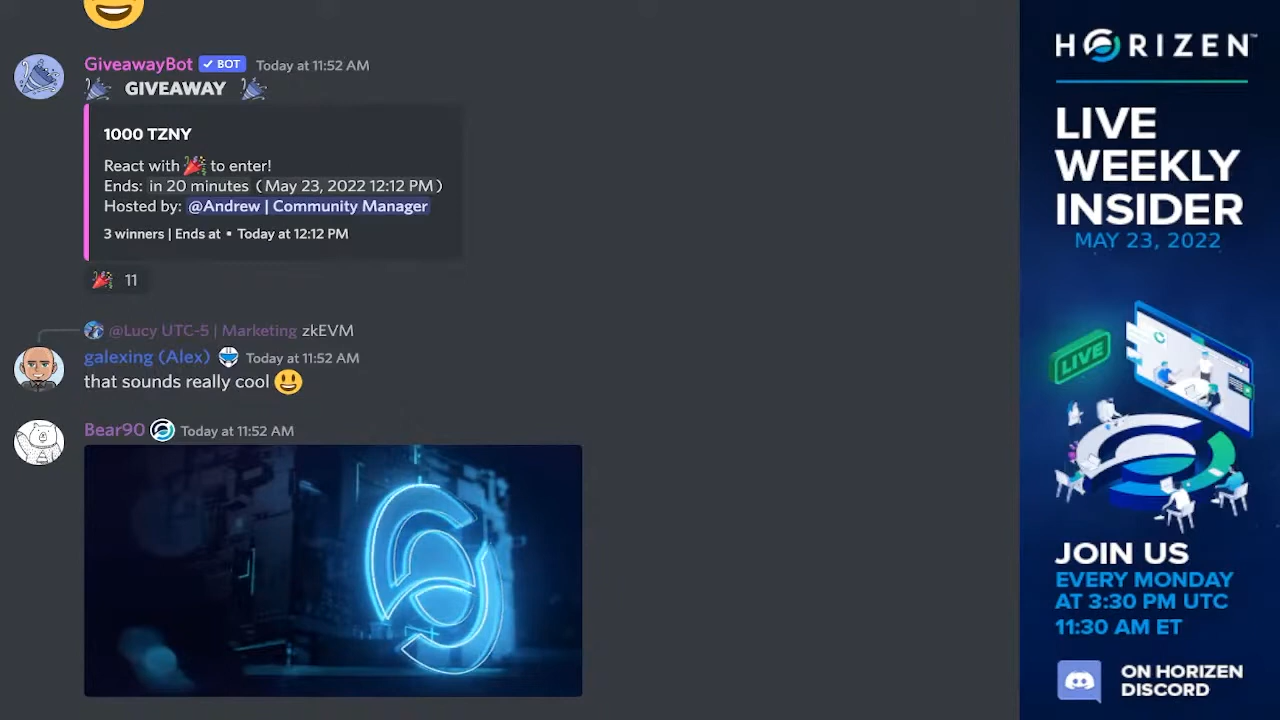 GiveawayBot ✓ BOT Today at 11:52 AM
GIVEAWAY
1000 TZNY
React with 🎉 to enter!
Ends: in 20 minutes (May 23, 2022 12:12 PM)
Hosted by: @Andrew | Community Manager
3 winners | Ends at • Today at 12:12 PM
🎉 11
@Lucy UTC-5 | Marketing zkEVM
galexing (Alex) Today at 11:52 AM
that sounds really cool 😃
Bear90 Today at 11:52 AM
HORIZEN™
LIVE
WEEKLY
INSIDER
MAY 23, 2022
LIVE
JOIN US
EVERY MONDAY
AT 3:30 PM UTC
11:30 AM ET
ON HORIZEN
DISCORD